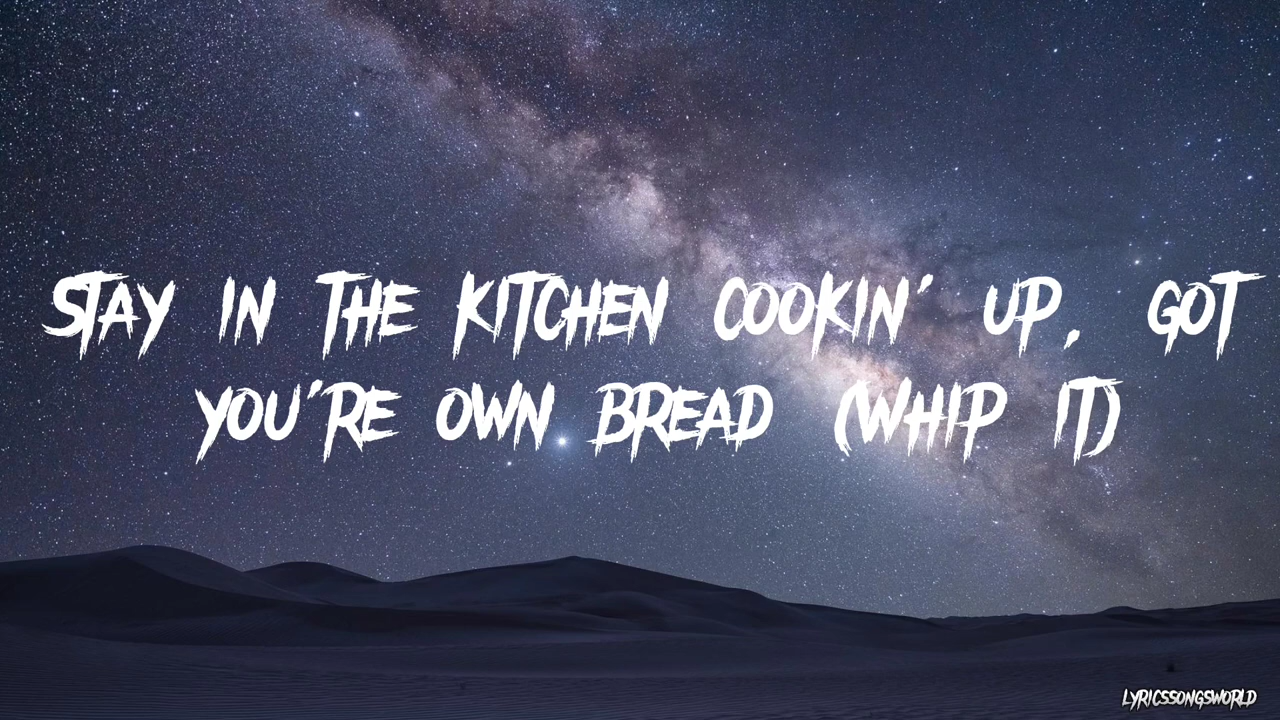 STAY IN THE KITCHEN COOKIN' UP, GOT
YOU'RE OWN BREAD (WHIP IT)
LYRICSSONGSWORLD